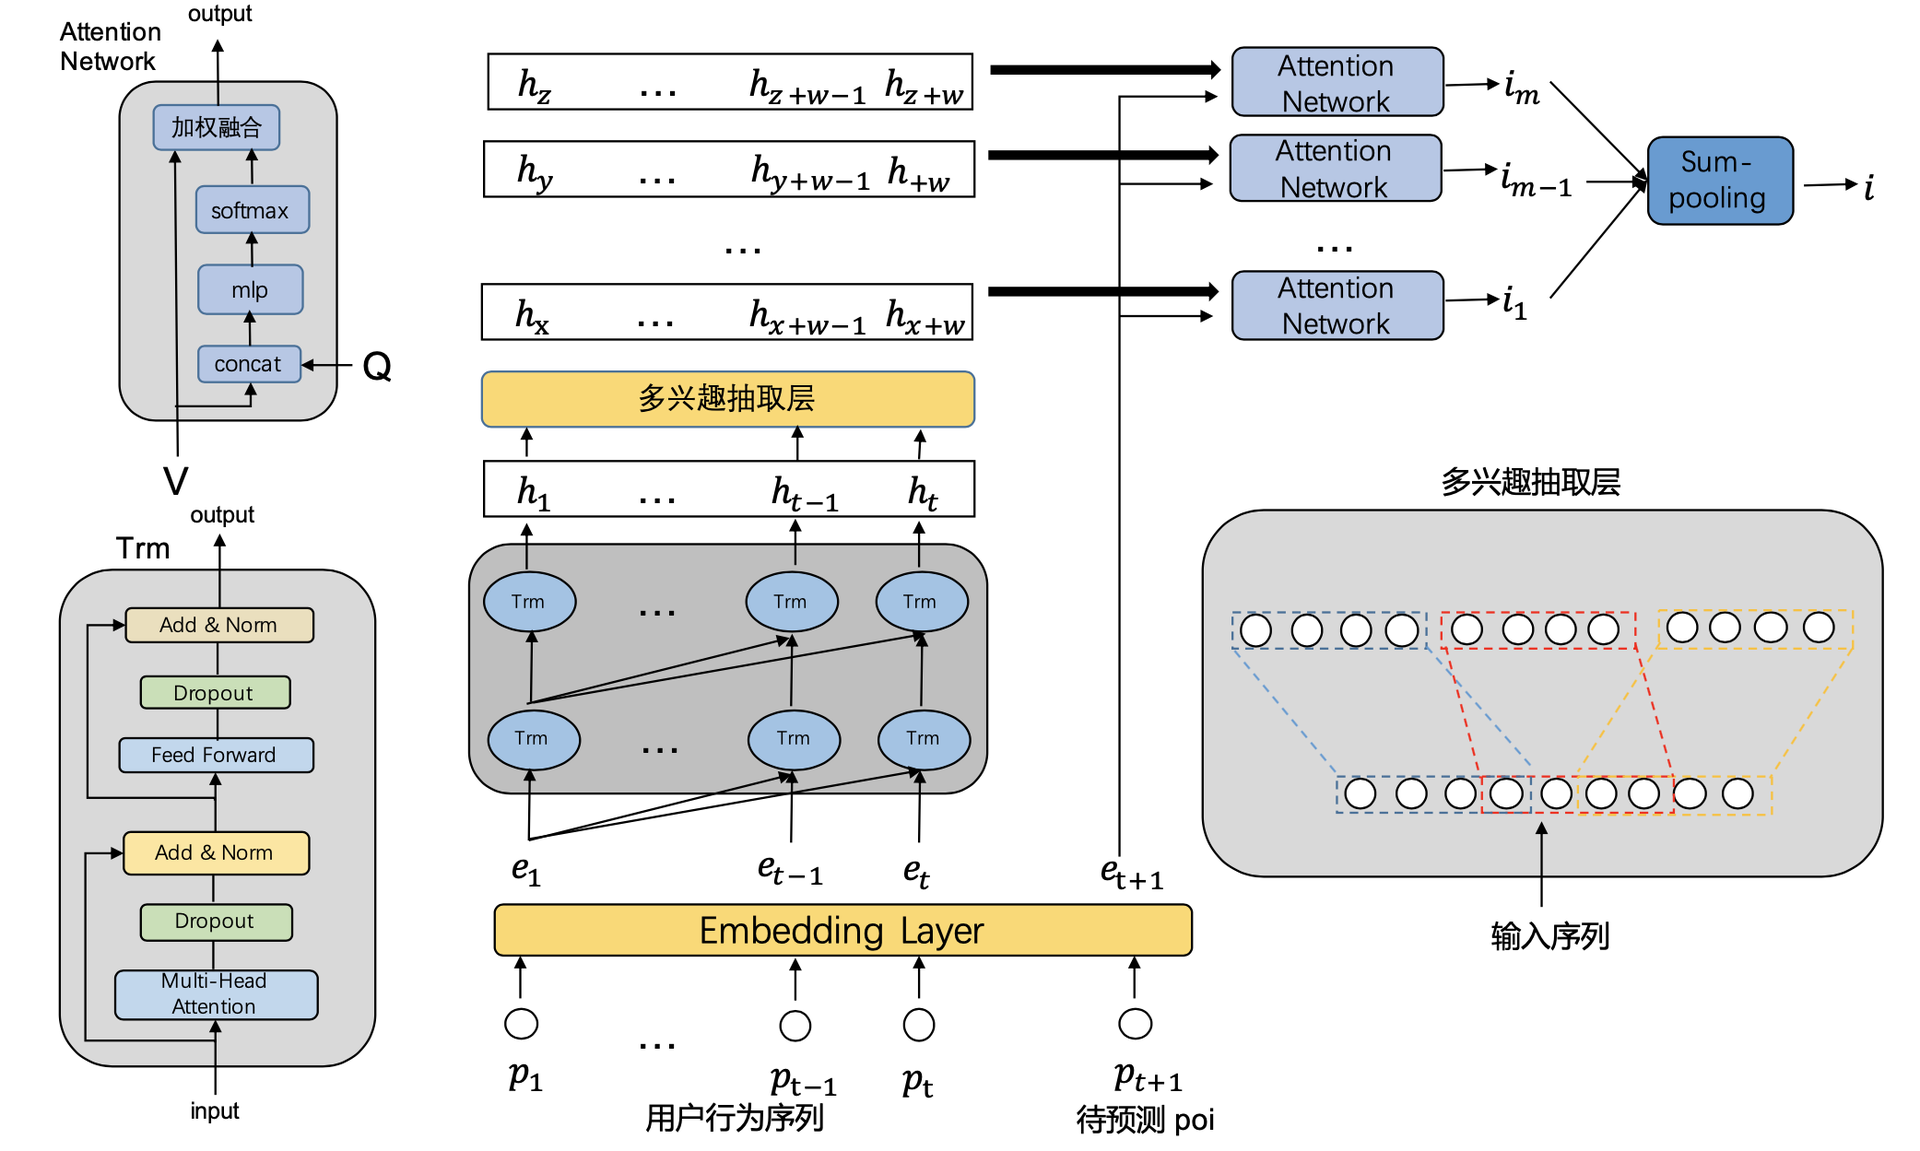 output
Attention
Network
加权融合
softmax
mlp
concat
Q
V
output
Trm
Add & Norm
Dropout
Feed Forward
Add & Norm
Dropout
Multi-Head
Attention
input
h_z ... h_{z+w-1} h_{z+w}
h_y ... h_{y+w-1} h_{+w}
...
h_x ... h_{x+w-1} h_{x+w}
多兴趣抽取层
h_1 ... h_{t-1} h_t
Trm ... Trm Trm
Trm ... Trm Trm
e_1 e_{t-1} e_t e_{t+1}
Embedding Layer
...
p_1 p_{t-1} p_t p_{t+1}
用户行为序列
待预测 poi
Attention
Network
i_m
Attention
Network
i_{m-1}
...
Attention
Network
i_1
Sum-
pooling
i
多兴趣抽取层
输入序列